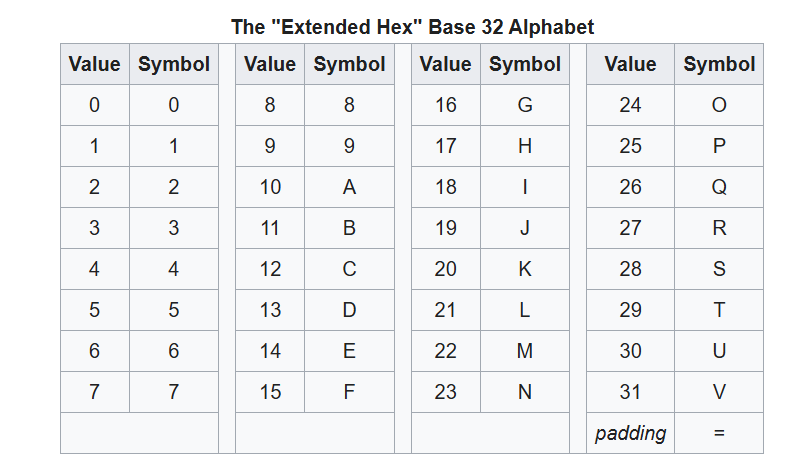 The "Extended Hex" Base 32 Alphabet
Value Symbol Value Symbol Value Symbol Value Symbol
0 0 8 8 16 G 24 O
1 1 9 9 17 H 25 P
2 2 10 A 18 I 26 Q
3 3 11 B 19 J 27 R
4 4 12 C 20 K 28 S
5 5 13 D 21 L 29 T
6 6 14 E 22 M 30 U
7 7 15 F 23 N 31 V
padding =